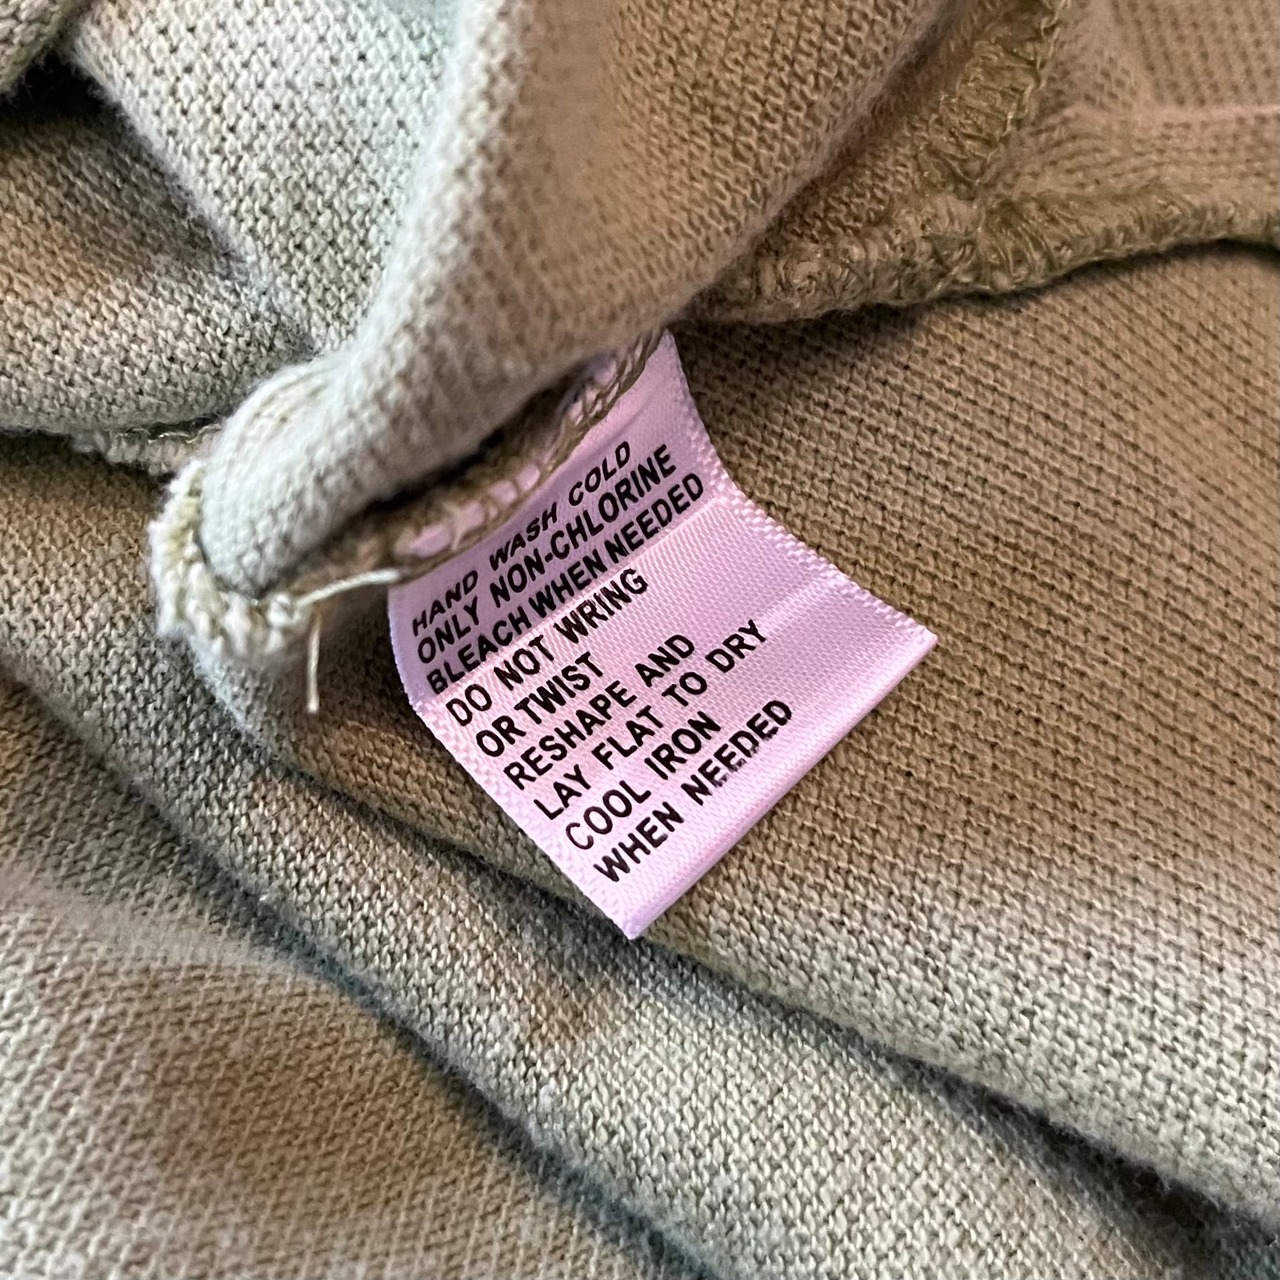 HAND WASH COLD
ONLY NON-CHLORINE
BLEACH WHEN NEEDED
DO NOT WRING
OR TWIST
RESHAPE AND
LAY FLAT TO DRY
COOL IRON
WHEN NEEDED